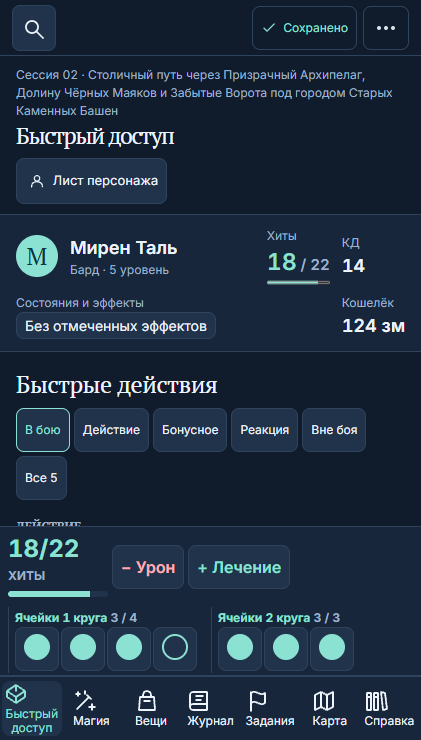 Сохранено
Сессия 02 · Столичный путь через Призрачный Архипелаг,
Долину Чёрных Маяков и Забытые Ворота под городом Старых
Каменных Башен
Быстрый доступ
Лист персонажа
М
Мирен Таль
Бард · 5 уровень
Хиты
18 / 22
КД
14
Состояния и эффекты
Без отмеченных эффектов
Кошелёк
124 зм
Быстрые действия
В бою
Действие
Бонусное
Реакция
Вне боя
Все 5
ДЕЙСТВИЕ
18/22
ХИТЫ
− Урон
+ Лечение
Ячейки 1 круга 3 / 4
Ячейки 2 круга 3 / 3
Быстрый
доступ
Магия
Вещи
Журнал
Задания
Карта
Справка